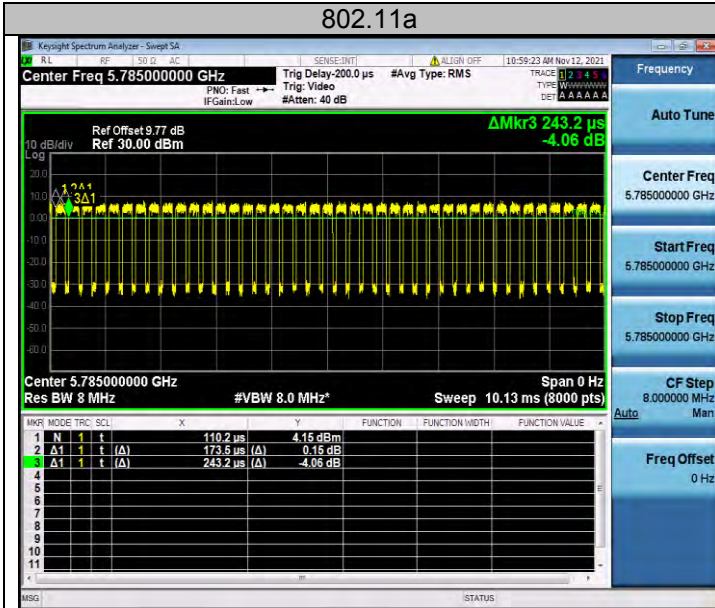 802.11a
Keysight Spectrum Analyzer - Swept SA
LXI RL RF 50 Ω AC SENSE:INT ALIGN OFF 10:59:23 AM Nov 12, 2021
Center Freq 5.785000000 GHz
PNO: Fast
IFGain:Low
Trig Delay-200.0 µs
Trig: Video
#Atten: 40 dB
#Avg Type: RMS
TRACE 1 2 3 4 5 6
TYPE W
DET A A A A A A
Frequency
Ref Offset 9.77 dB
10 dB/div Ref 30.00 dBm
Log
ΔMkr3 243.2 µs
-4.06 dB
20.0
10.0
0.00
-10.0
-20.0
-30.0
-40.0
-50.0
-60.0
3Δ1
Center 5.785000000 GHz Span 0 Hz
Res BW 8 MHz #VBW 8.0 MHz* Sweep 10.13 ms (8000 pts)
MKR MODE TRC SCL X Y FUNCTION FUNCTION WIDTH FUNCTION VALUE
1 N 1 t 110.2 µs 4.15 dBm
2 Δ1 1 t (Δ) 173.5 µs (Δ) 0.15 dB
3 Δ1 1 t (Δ) 243.2 µs (Δ) -4.06 dB
4
5
6
7
8
9
10
11
MSG STATUS
Auto Tune
Center Freq
5.785000000 GHz
Start Freq
5.785000000 GHz
Stop Freq
5.785000000 GHz
CF Step
8.000000 MHz
Auto Man
Freq Offset
0 Hz